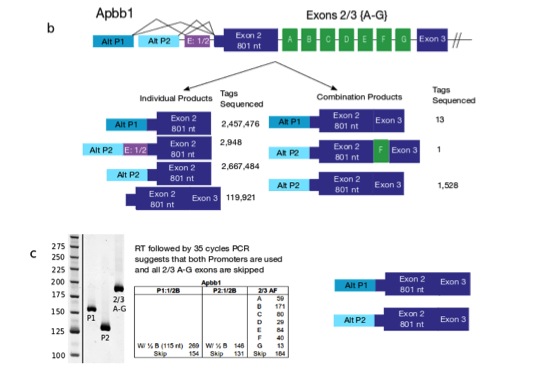 b
Apbb1
Exons 2/3 {A-G}
Alt P1
Alt P2
E: 1/2
Exon 2
801 nt
A
B
C
D
E
F
G
Exon 3
Individual Products
Tags
Sequenced
Combination Products
Tags
Sequenced
Alt P1
Exon 2
801 nt
2,457,476
Alt P2
E: 1/2
Exon 2
801 nt
2,948
Alt P2
Exon 2
801 nt
2,667,484
Exon 2
801 nt
Exon 3
119,921
Alt P1
Exon 2
801 nt
Exon 3
13
Alt P2
Exon 2
801 nt
F
Exon 3
1
Alt P2
Exon 2
801 nt
Exon 3
1,528
c
275
250
225
200
175
150
125
100
P1
P2
2/3
A-G
RT followed by 35 cycles PCR
suggests that both Promoters are used
and all 2/3 A-G exons are skipped
Apbb1
P1:1/2B P2:1/2B 2/3 AF
A 59
B 171
C 80
D 29
E 84
F 40
W/ ½ B (115 nt) 269 W/ ½ B 146 G 13
Skip 154 Skip 131 Skip 184
Alt P1
Exon 2
801 nt
Exon 3
Alt P2
Exon 2
801 nt
Exon 3